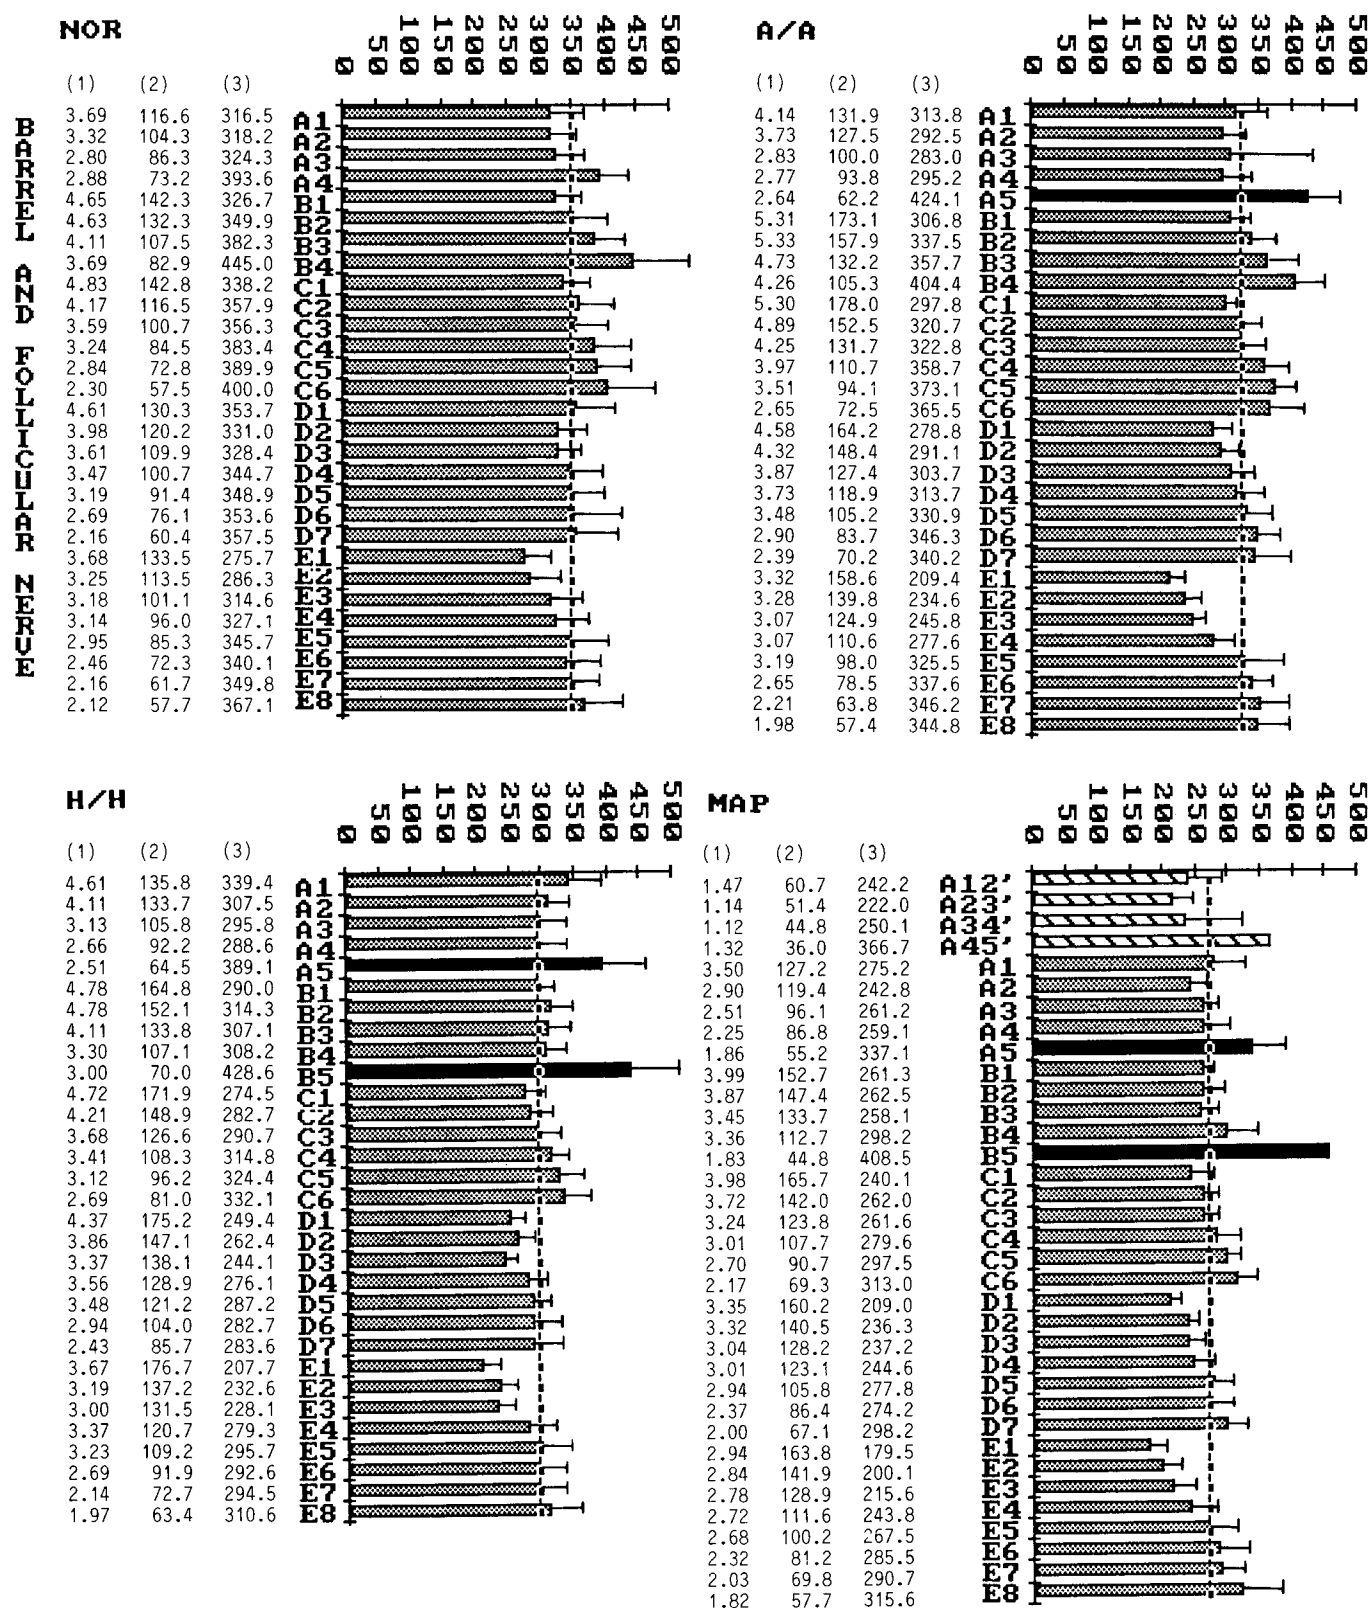 NOR
0 50 100 150 200 250 300 350 400 450 500
(1) (2) (3)
BARREL AND FOLLICULAR NERVE
3.69 116.6 316.5 A1
3.32 104.3 318.2 A2
2.80 86.3 324.3 A3
2.88 73.2 393.6 A4
4.65 142.3 326.7 B1
4.63 132.3 349.9 B2
4.11 107.5 382.3 B3
3.69 82.9 445.0 B4
4.83 142.8 338.2 C1
4.17 116.5 357.9 C2
3.59 100.7 356.3 C3
3.24 84.5 383.4 C4
2.84 72.8 389.9 C5
2.30 57.5 400.0 C6
4.61 130.3 353.7 D1
3.98 120.2 331.0 D2
3.61 109.9 328.4 D3
3.47 100.7 344.7 D4
3.19 91.4 348.9 D5
2.69 76.1 353.6 D6
2.16 60.4 357.5 D7
3.68 133.5 275.7 E1
3.25 113.5 286.3 E2
3.18 101.1 314.6 E3
3.14 96.0 327.1 E4
2.95 85.3 345.7 E5
2.46 72.3 340.1 E6
2.16 61.7 349.8 E7
2.12 57.7 367.1 E8
A/A
0 50 100 150 200 250 300 350 400 450 500
(1) (2) (3)
4.14 131.9 313.8 A1
3.73 127.5 292.5 A2
2.83 100.0 283.0 A3
2.77 93.8 295.2 A4
2.64 62.2 424.1 A5
5.31 173.1 306.8 B1
5.33 157.9 337.5 B2
4.73 132.2 357.7 B3
4.26 105.3 404.4 B4
5.30 178.0 297.8 C1
4.89 152.5 320.7 C2
4.25 131.7 322.8 C3
3.97 110.7 358.7 C4
3.51 94.1 373.1 C5
2.65 72.5 365.5 C6
4.58 164.2 278.8 D1
4.32 148.4 291.1 D2
3.87 127.4 303.7 D3
3.73 118.9 313.7 D4
3.48 105.2 330.9 D5
2.90 83.7 346.3 D6
2.39 70.2 340.2 D7
3.32 158.6 209.4 E1
3.28 139.8 234.6 E2
3.07 124.9 245.8 E3
3.07 110.6 277.6 E4
3.19 98.0 325.5 E5
2.65 78.5 337.6 E6
2.21 63.8 346.2 E7
1.98 57.4 344.8 E8
H/H
0 50 100 150 200 250 300 350 400 450 500
(1) (2) (3)
4.61 135.8 339.4 A1
4.11 133.7 307.5 A2
3.13 105.8 295.8 A3
2.66 92.2 288.6 A4
2.51 64.5 389.1 A5
4.78 164.8 290.0 B1
4.78 152.1 314.3 B2
4.11 133.8 307.1 B3
3.30 107.1 308.2 B4
3.00 70.0 428.6 B5
4.72 171.9 274.5 C1
4.21 148.9 282.7 C2
3.68 126.6 290.7 C3
3.41 108.3 314.8 C4
3.12 96.2 324.4 C5
2.69 81.0 332.1 C6
4.37 175.2 249.4 D1
3.86 147.1 262.4 D2
3.37 138.1 244.1 D3
3.56 128.9 276.1 D4
3.48 121.2 287.2 D5
2.94 104.0 282.7 D6
2.43 85.7 283.6 D7
3.67 176.7 207.7 E1
3.19 137.2 232.6 E2
3.00 131.5 228.1 E3
3.37 120.7 279.3 E4
3.23 109.2 295.7 E5
2.69 91.9 292.6 E6
2.14 72.7 294.5 E7
1.97 63.4 310.6 E8
MAP
0 50 100 150 200 250 300 350 400 450 500
(1) (2) (3)
1.47 60.7 242.2 A12'
1.14 51.4 222.0 A23'
1.12 44.8 250.1 A34'
1.32 36.0 366.7 A45'
3.50 127.2 275.2 A1
2.90 119.4 242.8 A2
2.51 96.1 261.2 A3
2.25 86.8 259.1 A4
1.86 55.2 337.1 A5
3.99 152.7 261.3 B1
3.87 147.4 262.5 B2
3.45 133.7 258.1 B3
3.36 112.7 298.2 B4
1.83 44.8 408.5 B5
3.98 165.7 240.1 C1
3.72 142.0 262.0 C2
3.24 123.8 261.6 C3
3.01 107.7 279.6 C4
2.70 90.7 297.5 C5
2.17 69.3 313.0 C6
3.35 160.2 209.0 D1
3.32 140.5 236.3 D2
3.04 128.2 237.2 D3
3.01 123.1 244.6 D4
2.94 105.8 277.8 D5
2.37 86.4 274.2 D6
2.00 67.1 298.2 D7
2.94 163.8 179.5 E1
2.84 141.9 200.1 E2
2.78 128.9 215.6 E3
2.72 111.6 243.8 E4
2.68 100.2 267.5 E5
2.32 81.2 285.5 E6
2.03 69.8 290.7 E7
1.82 57.7 315.6 E8